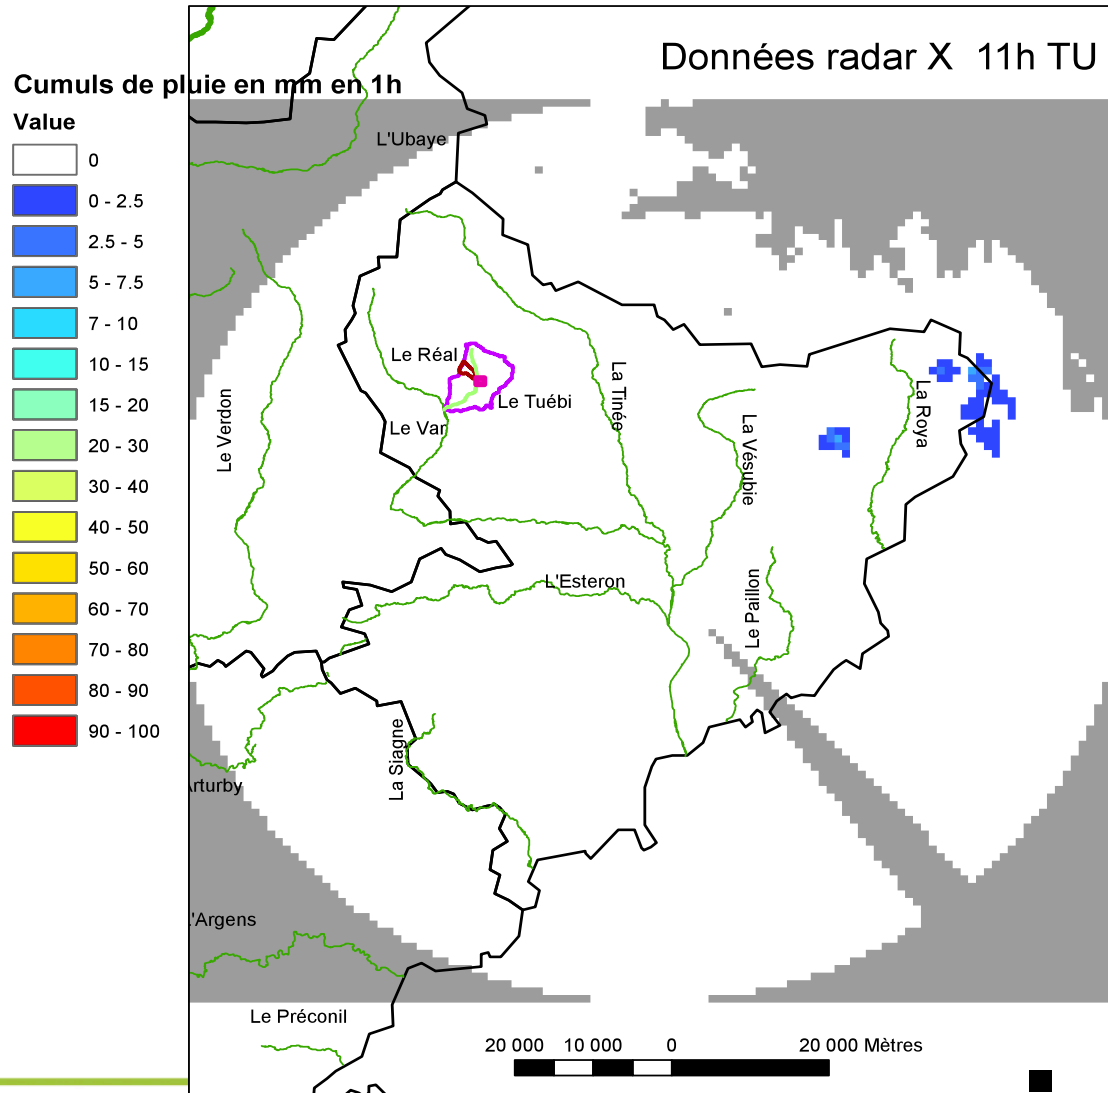 Données radar X  11h TU
Cumuls de pluie en mm en 1h
Value
0
0 - 2.5
2.5 - 5
5 - 7.5
7 - 10
10 - 15
15 - 20
20 - 30
30 - 40
40 - 50
50 - 60
60 - 70
70 - 80
80 - 90
90 - 100
L'Ubaye
Le Réal
Le Tuébi
Le Var
La Tinée
Le Verdon
La Vésubie
La Roya
L'Esteron
Le Paillon
La Siagne
Arturby
L'Argens
Le Préconil
20 000 10 000 0 20 000 Mètres